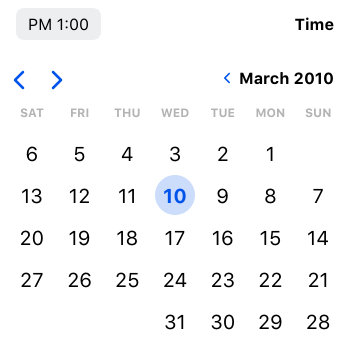 PM 1:00 Time
March 2010
SAT FRI THU WED TUE MON SUN
6 5 4 3 2 1
13 12 11 10 9 8 7
20 19 18 17 16 15 14
27 26 25 24 23 22 21
31 30 29 28